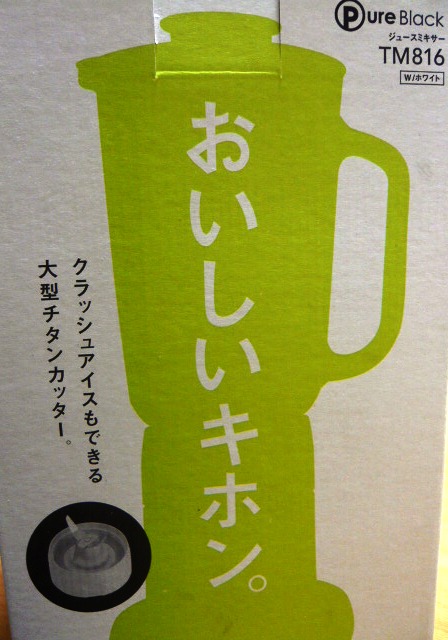 Pure Black
ジュースミキサー
TM816
W/ホワイト
おいしいキホン。
クラッシュアイスもできる
大型チタンカッター。